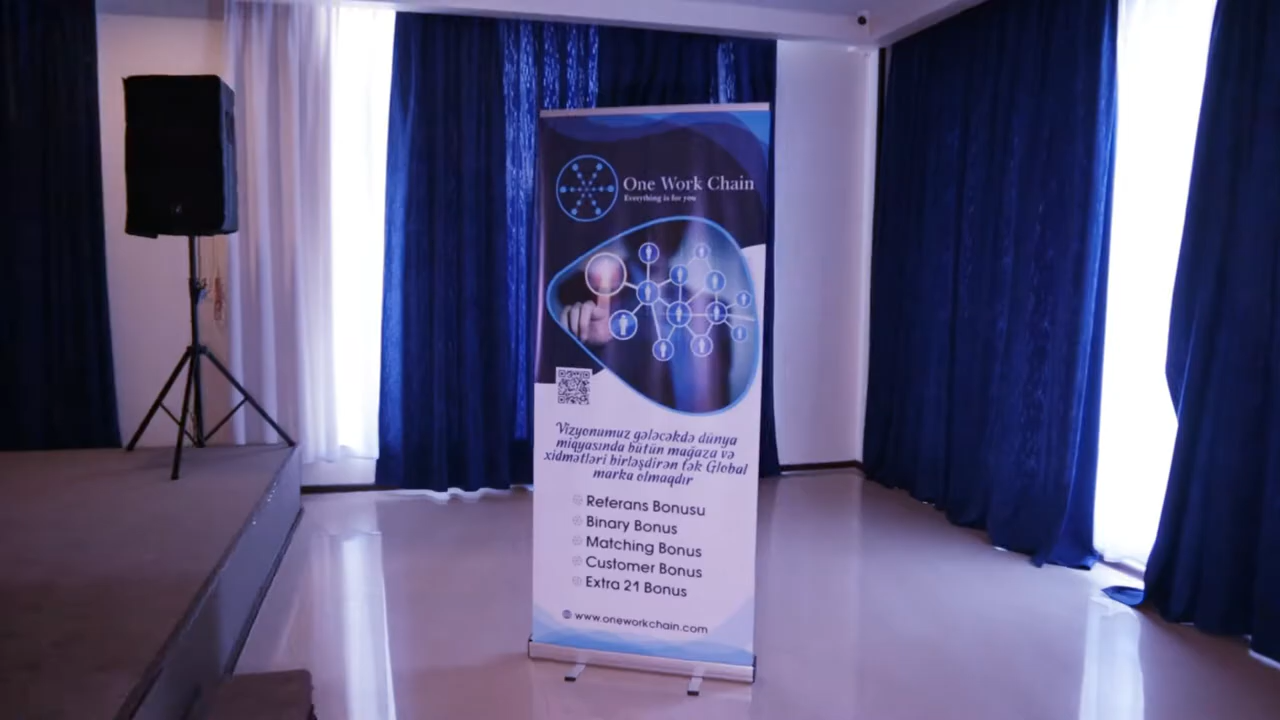 One Work Chain
Everything is for you
Vizyonumuz gələcəkdə dünya
miqyasında bütün mağaza və
xidmətləri birləşdirən tək Global
marka olmaqdır
Referans Bonusu
Binary Bonus
Matching Bonus
Customer Bonus
Extra 21 Bonus
www.oneworkchain.com